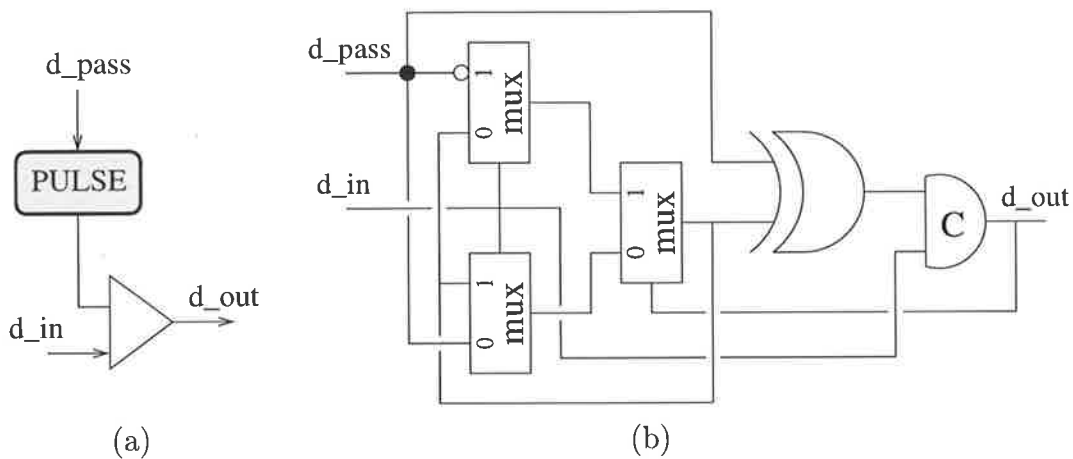 d_pass
PULSE
d_in
d_out
(a)
d_pass
1
mux
0
d_in
1
mux
0
1
mux
0
C
d_out
(b)